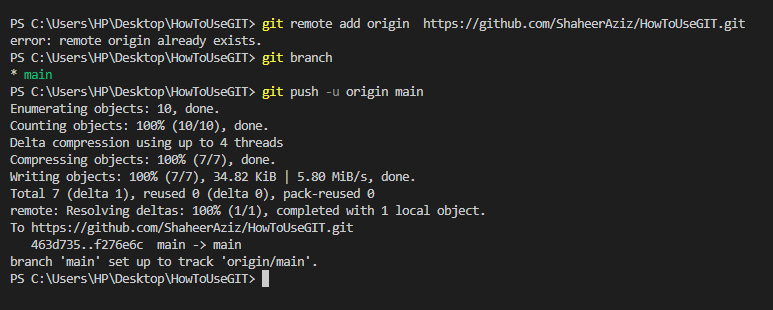 PS C:\Users\HP\Desktop\HowToUseGIT> git remote add origin  https://github.com/ShaheerAziz/HowToUseGIT.git
error: remote origin already exists.
PS C:\Users\HP\Desktop\HowToUseGIT> git branch
* main
PS C:\Users\HP\Desktop\HowToUseGIT> git push -u origin main
Enumerating objects: 10, done.
Counting objects: 100% (10/10), done.
Delta compression using up to 4 threads
Compressing objects: 100% (7/7), done.
Writing objects: 100% (7/7), 34.82 KiB | 5.80 MiB/s, done.
Total 7 (delta 1), reused 0 (delta 0), pack-reused 0
remote: Resolving deltas: 100% (1/1), completed with 1 local object.
To https://github.com/ShaheerAziz/HowToUseGIT.git
   463d735..f276e6c  main -> main
branch 'main' set up to track 'origin/main'.
PS C:\Users\HP\Desktop\HowToUseGIT>